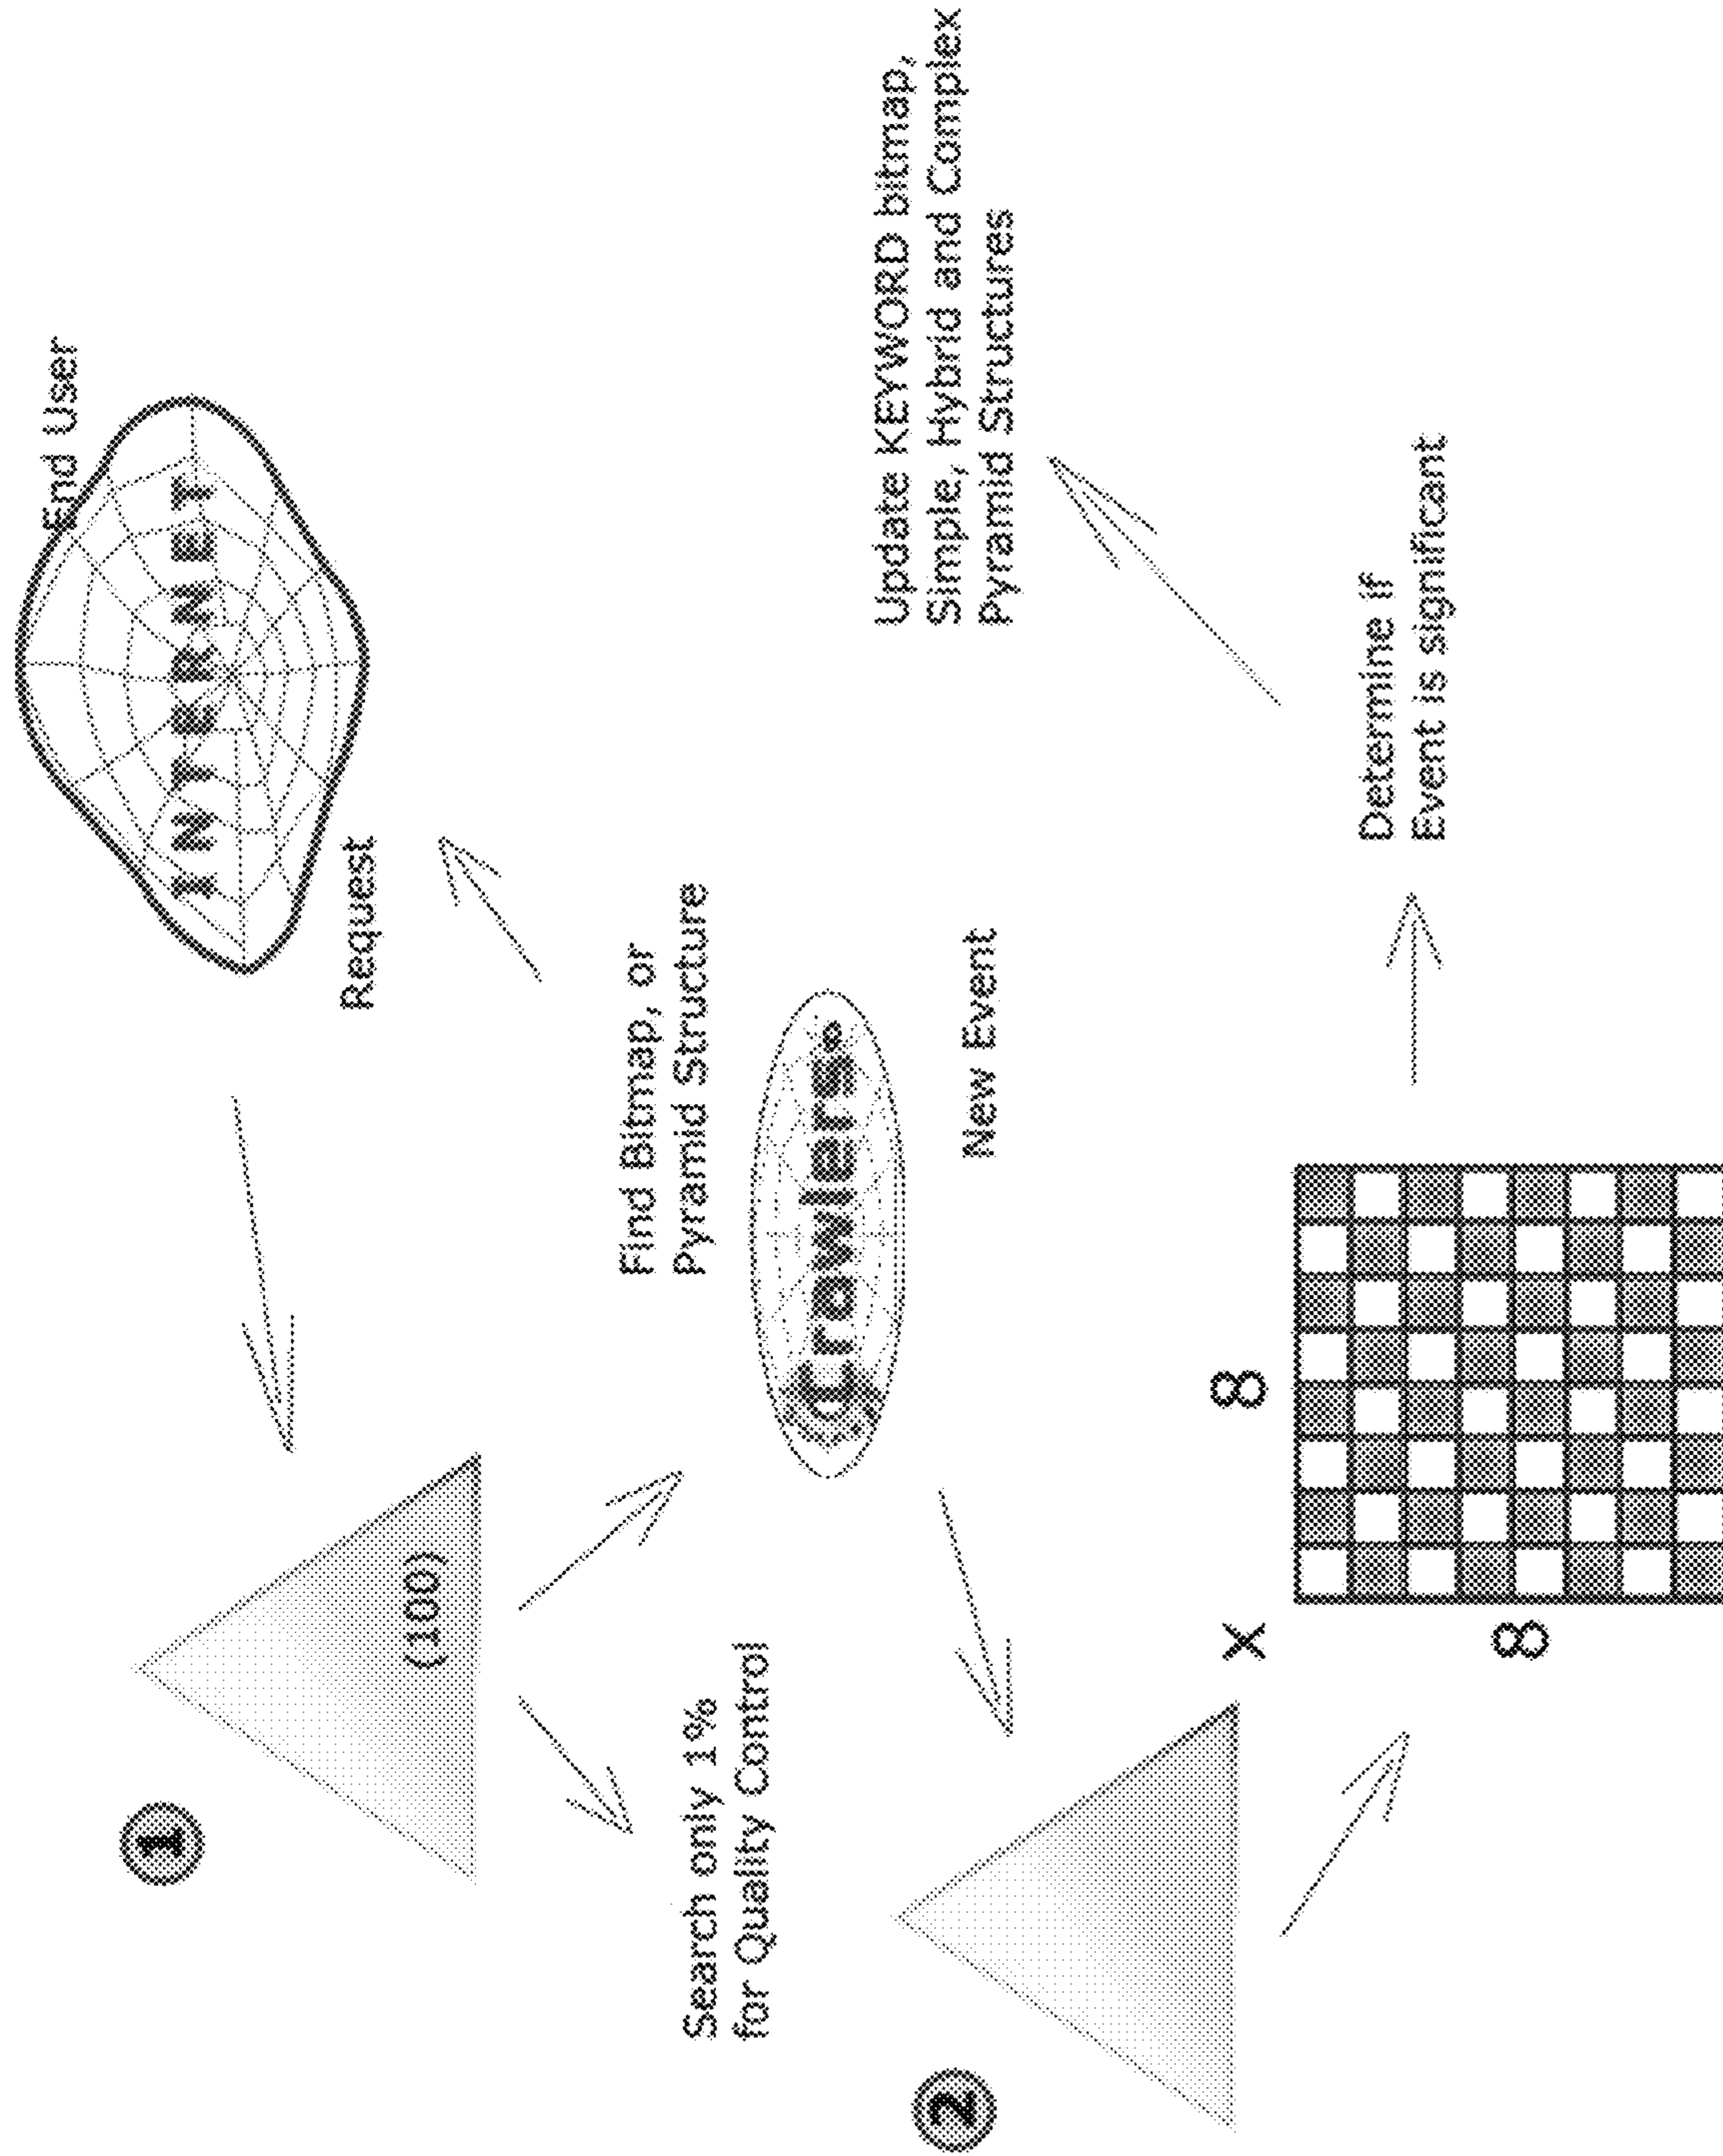 End User
INTERNET
Request
1
(100)
Search only 1%
for Quality Control
Find Bitmap, or
Pyramid Structure
Crawlers
New Event
2
x
8
8
Update KEYWORD bitmap,
Simple, Hybrid and Complex
Pyramid Structures
Determine if
Event is significant